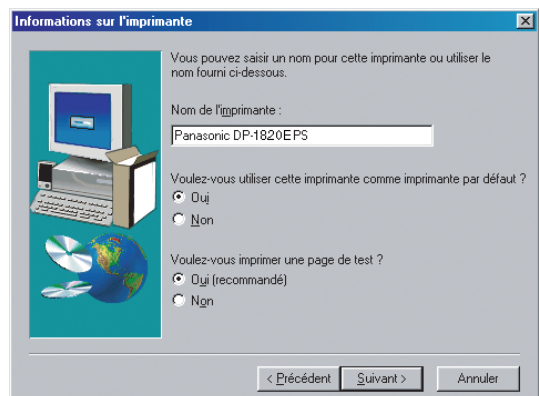 Informations sur l'imprimante
Vous pouvez saisir un nom pour cette imprimante ou utiliser le
nom fourni ci-dessous.
Nom de l'imprimante :
Panasonic DP-1820E PS
Voulez-vous utiliser cette imprimante comme imprimante par défaut ?
Oui
Non
Voulez-vous imprimer une page de test ?
Oui (recommandé)
Non
< Précédent
Suivant >
Annuler